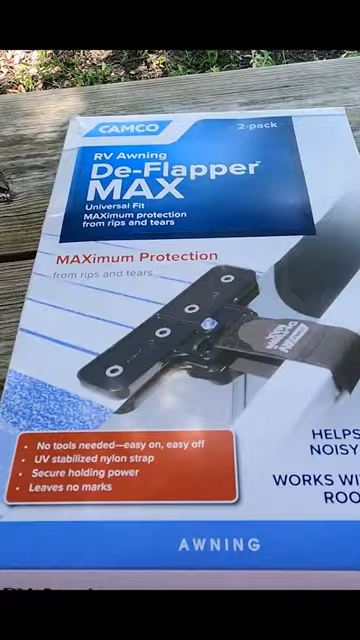 CAMCO
2-pack
RV Awning
De-Flapper
MAX
Universal Fit
MAXimum protection
from rips and tears
MAXimum Protection
from rips and tears
• No tools needed—easy on, easy off
• UV stabilized nylon strap
• Secure holding power
• Leaves no marks
HELPS
NOISY
WORKS WI
ROO
AWNING